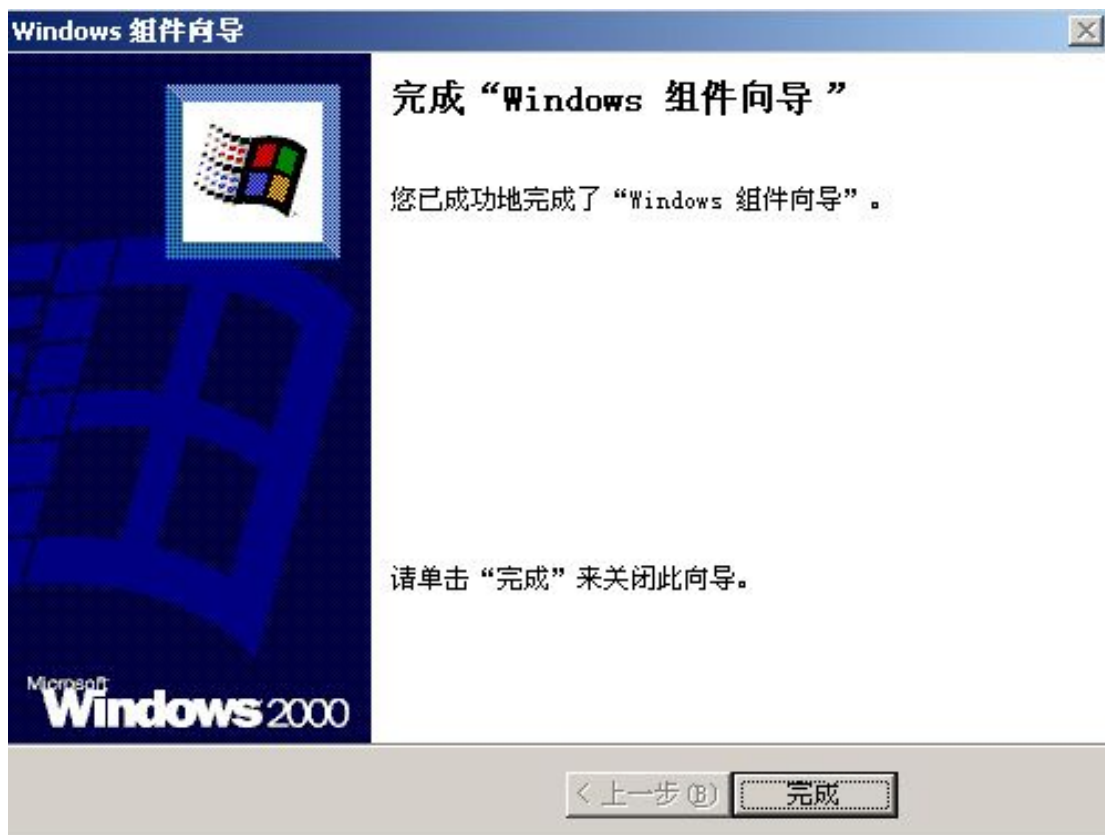 Windows 组件向导
完成“Windows 组件向导 ”
您已成功地完成了“Windows 组件向导”。
请单击“完成”来关闭此向导。
Microsoft
Windows 2000
< 上一步(B)
完成